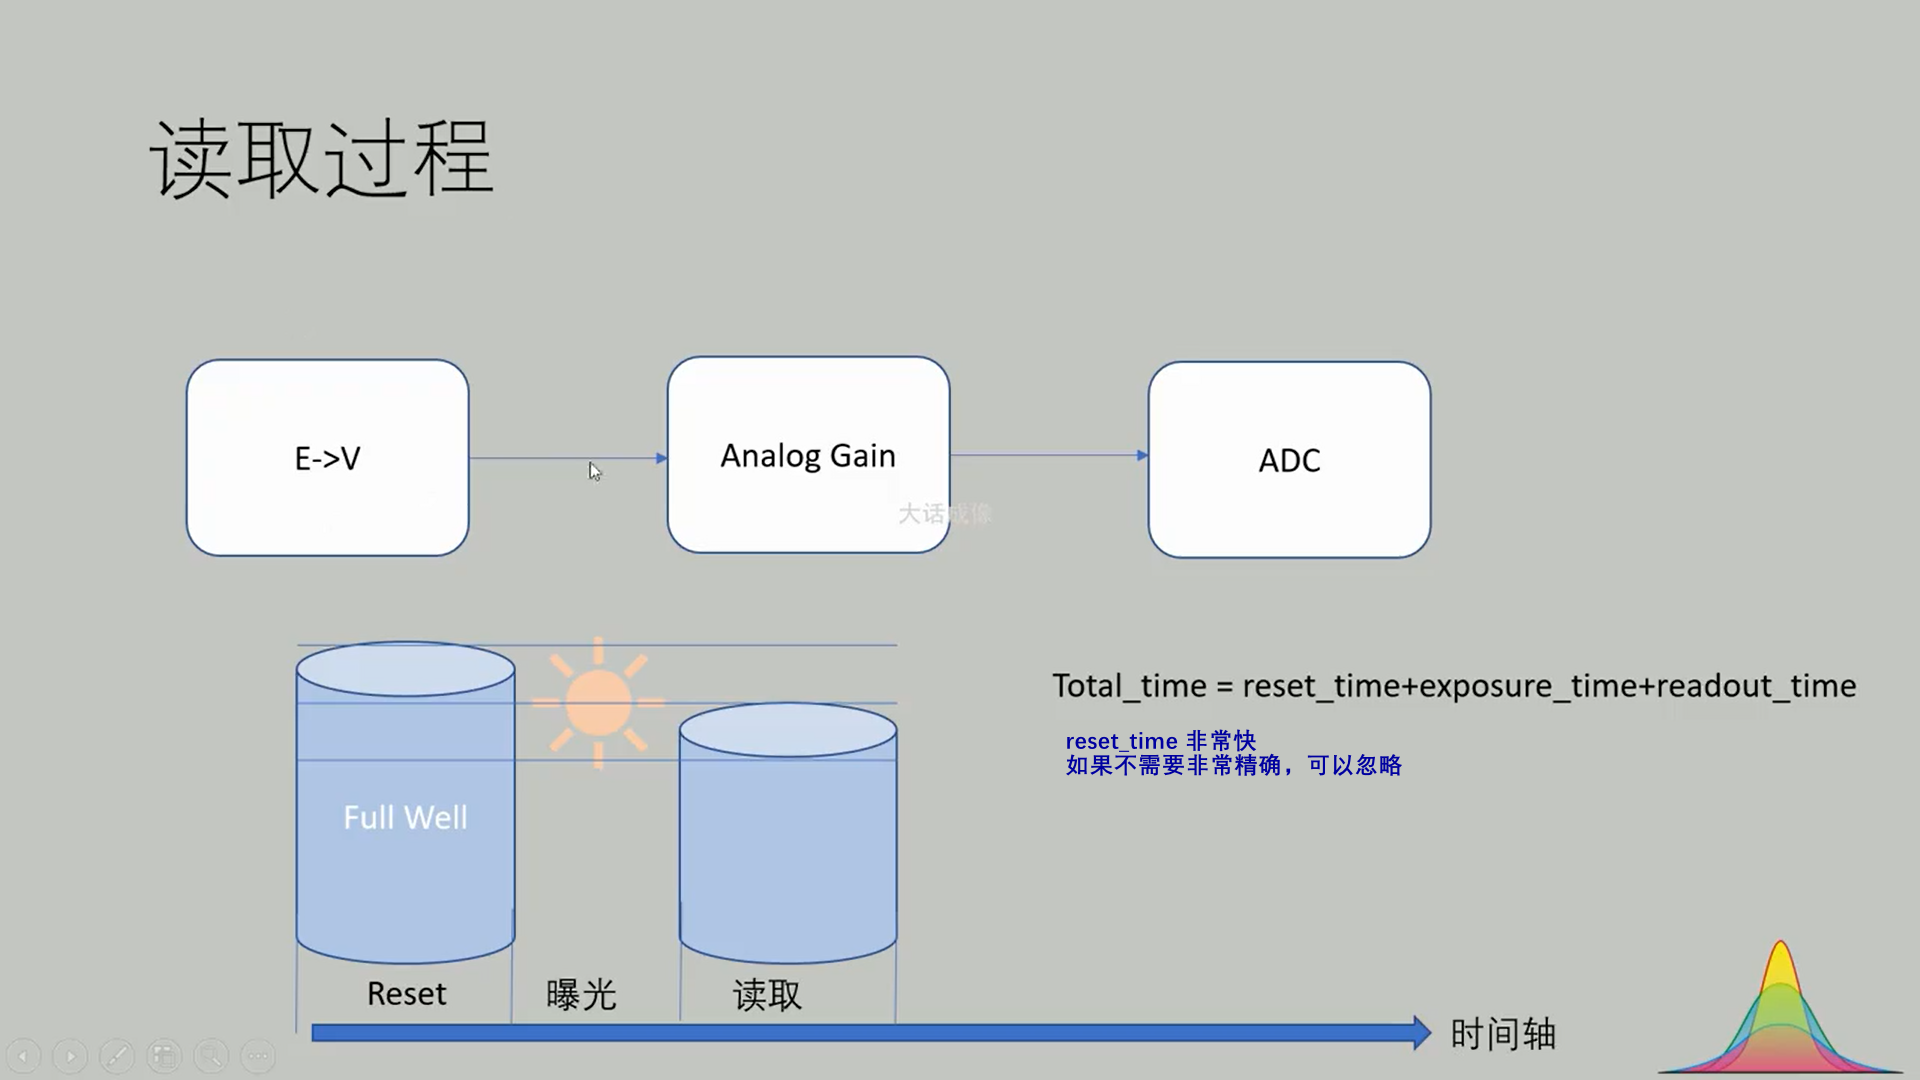 读取过程
E->V
Analog Gain
ADC
大话成像
Total_time = reset_time+exposure_time+readout_time
reset_time 非常快
如果不需要非常精确，可以忽略
Full Well
Reset
曝光
读取
时间轴